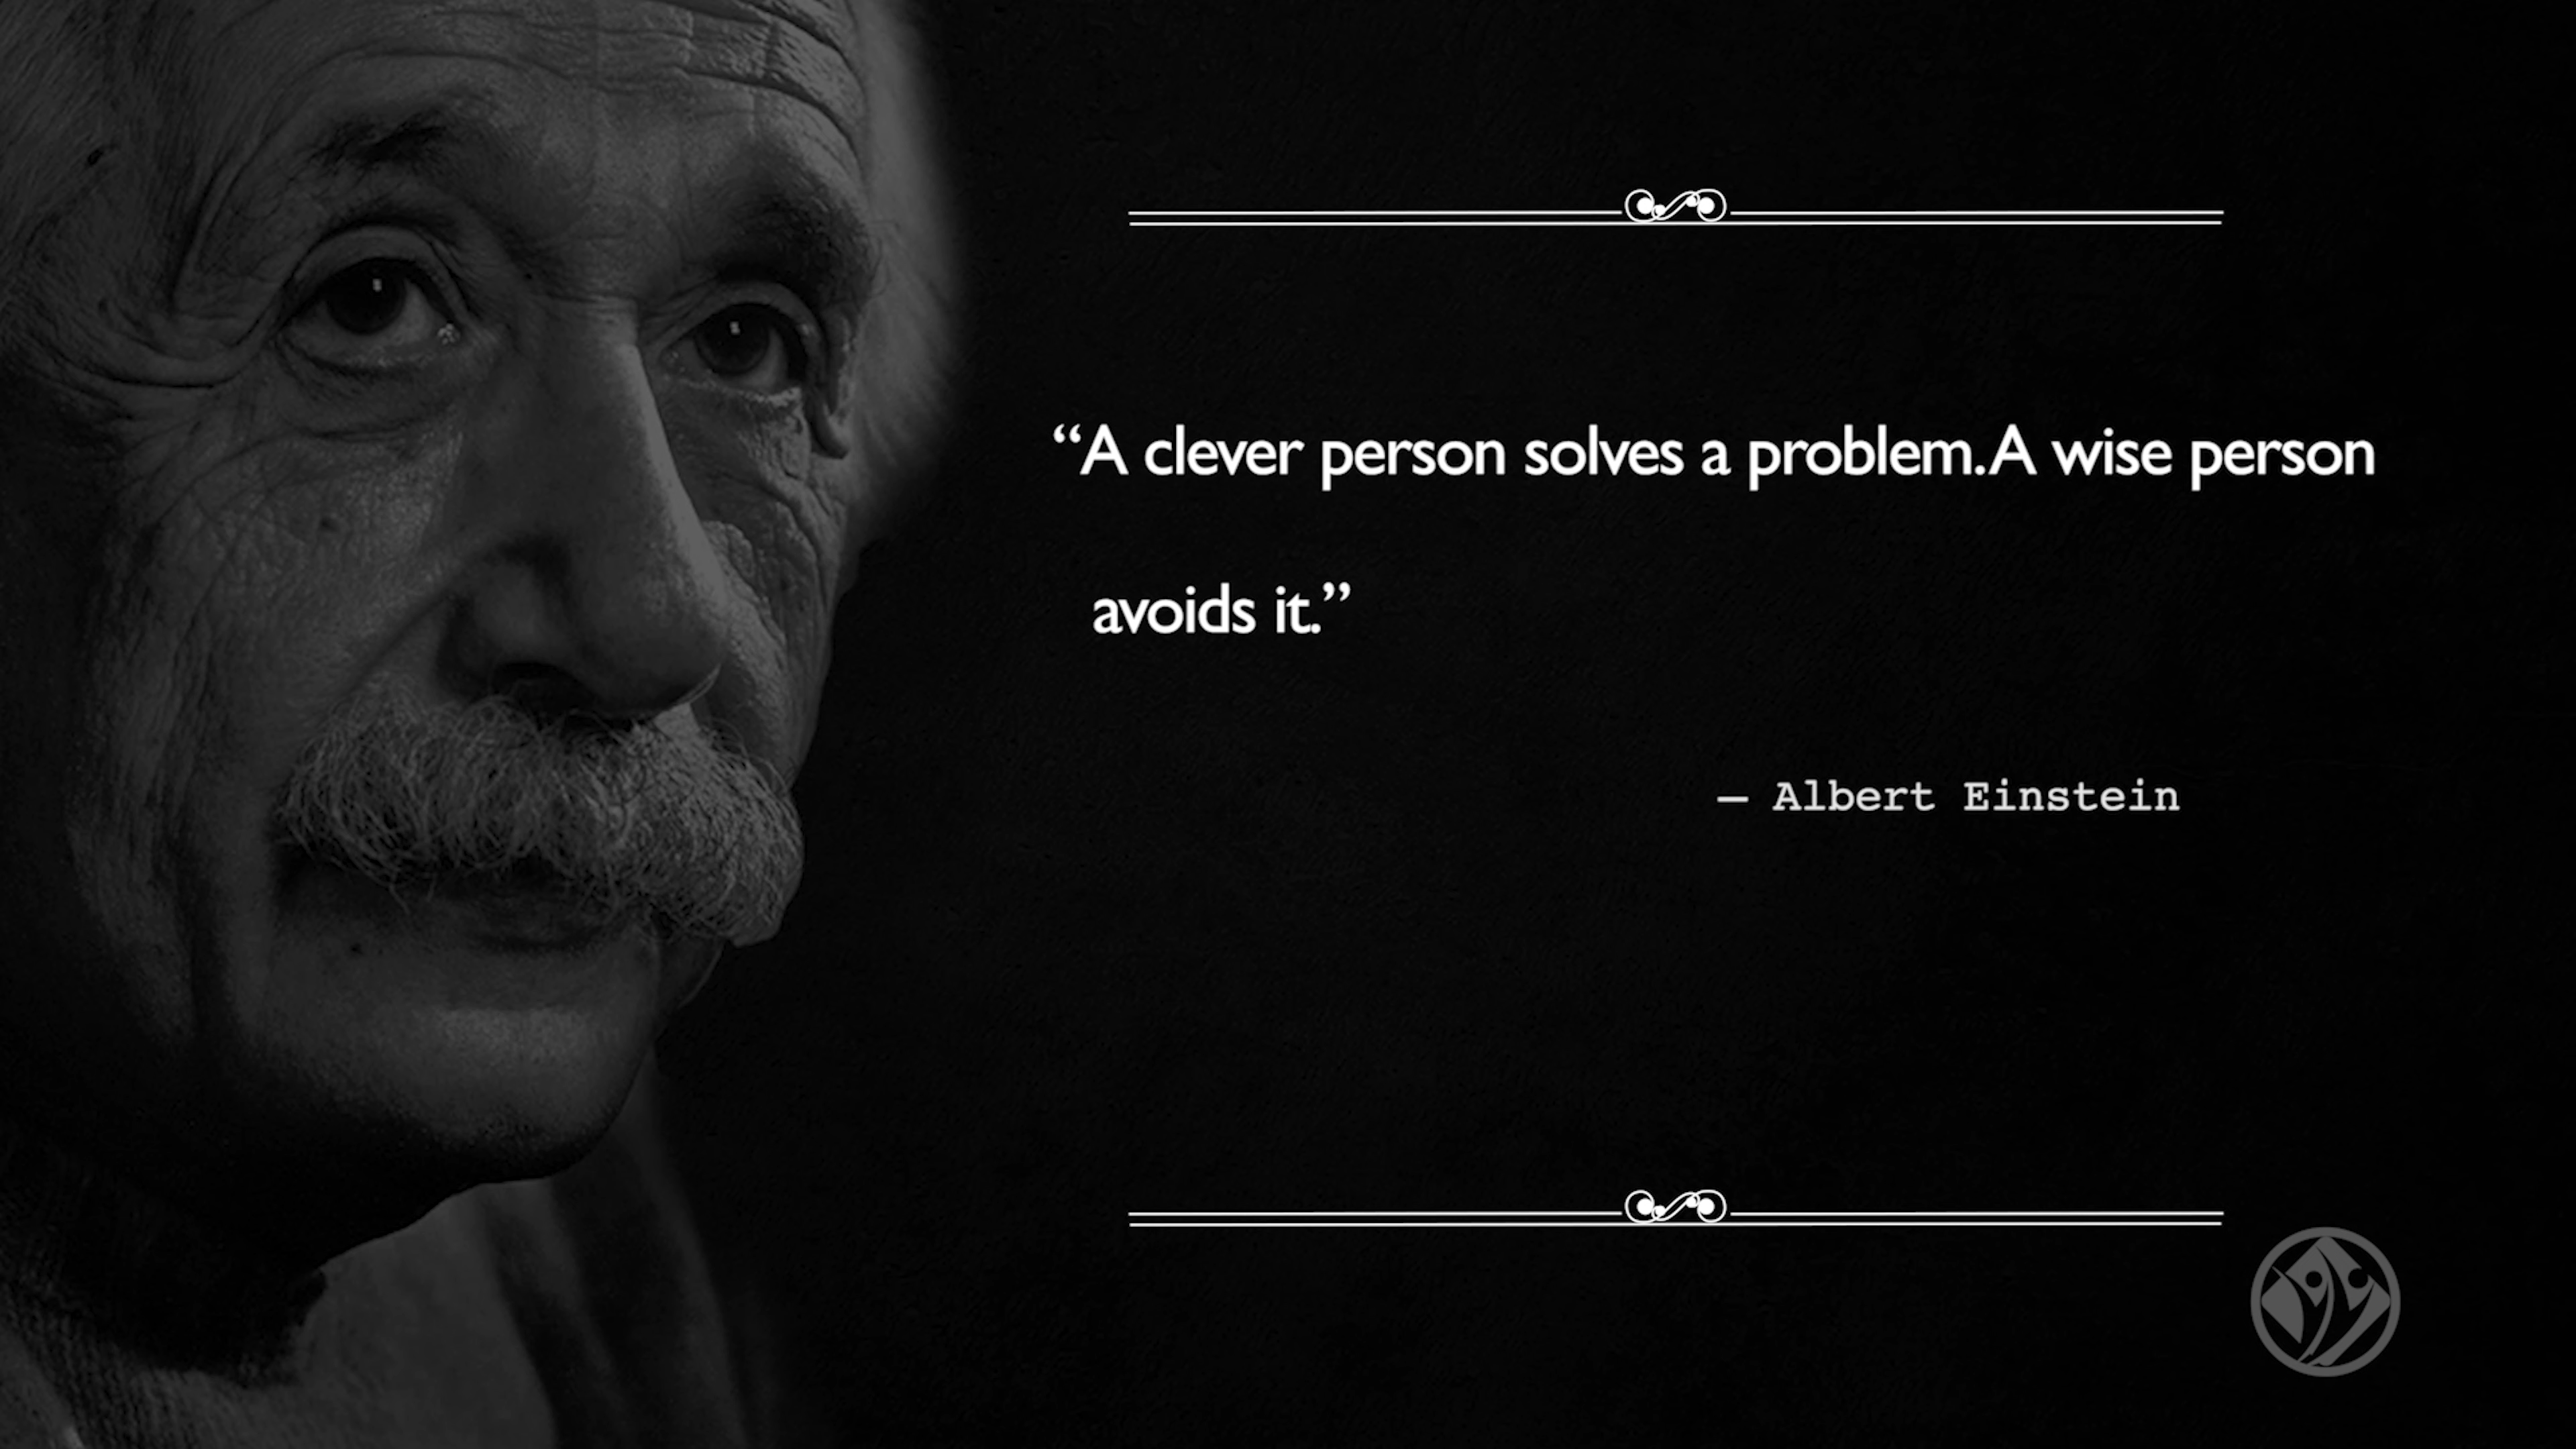 “A clever person solves a problem. A wise person
avoids it.”
– Albert Einstein